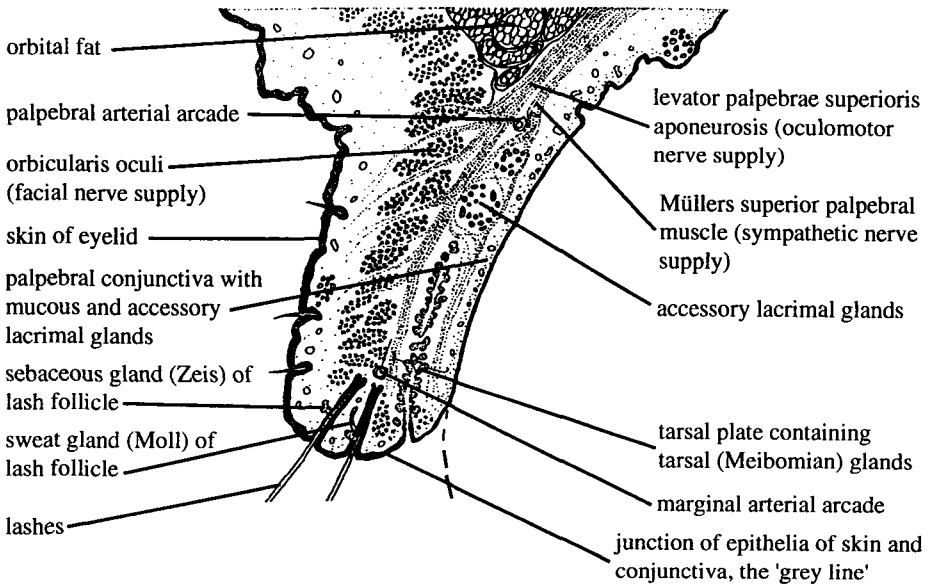 orbital fat
palpebral arterial arcade
orbicularis oculi
(facial nerve supply)
skin of eyelid
palpebral conjunctiva with
mucous and accessory
lacrimal glands
sebaceous gland (Zeis) of
lash follicle
sweat gland (Moll) of
lash follicle
lashes
levator palpebrae superioris
aponeurosis (oculomotor
nerve supply)
Müllers superior palpebral
muscle (sympathetic nerve
supply)
accessory lacrimal glands
tarsal plate containing
tarsal (Meibomian) glands
marginal arterial arcade
junction of epithelia of skin and
conjunctiva, the 'grey line'